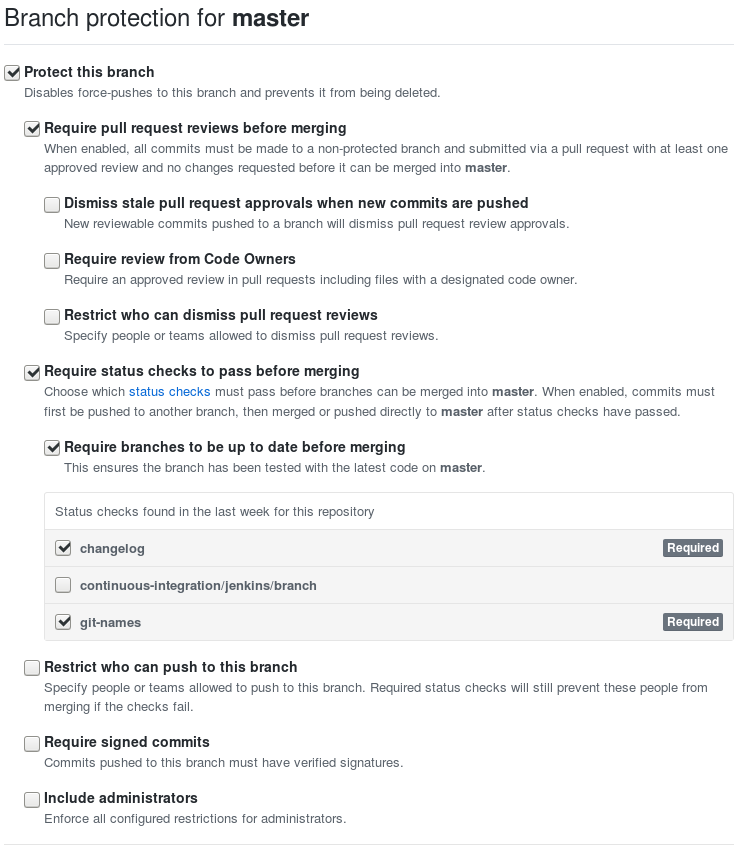 Branch protection for master
Protect this branch
Disables force-pushes to this branch and prevents it from being deleted.
Require pull request reviews before merging
When enabled, all commits must be made to a non-protected branch and submitted via a pull request with at least one
approved review and no changes requested before it can be merged into master.
Dismiss stale pull request approvals when new commits are pushed
New reviewable commits pushed to a branch will dismiss pull request review approvals.
Require review from Code Owners
Require an approved review in pull requests including files with a designated code owner.
Restrict who can dismiss pull request reviews
Specify people or teams allowed to dismiss pull request reviews.
Require status checks to pass before merging
Choose which status checks must pass before branches can be merged into master. When enabled, commits must
first be pushed to another branch, then merged or pushed directly to master after status checks have passed.
Require branches to be up to date before merging
This ensures the branch has been tested with the latest code on master.
Status checks found in the last week for this repository
changelog Required
continuous-integration/jenkins/branch
git-names Required
Restrict who can push to this branch
Specify people or teams allowed to push to this branch. Required status checks will still prevent these people from
merging if the checks fail.
Require signed commits
Commits pushed to this branch must have verified signatures.
Include administrators
Enforce all configured restrictions for administrators.